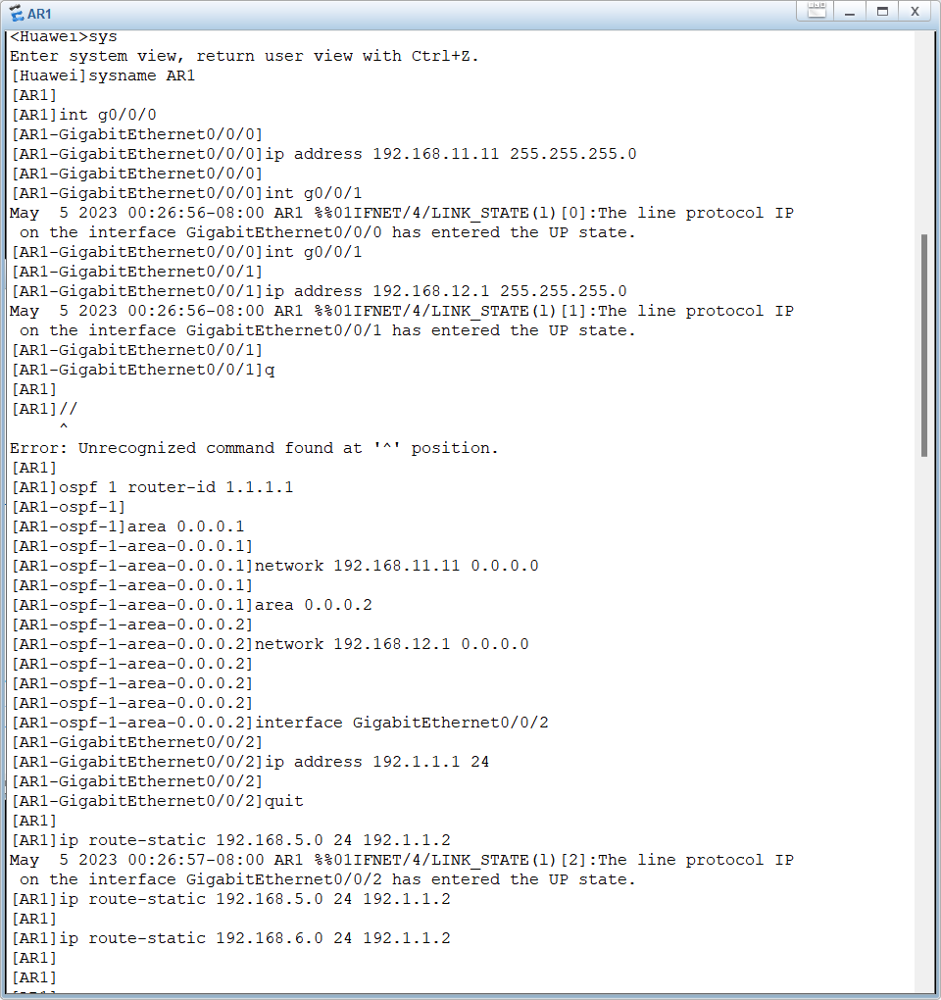 AR1
X
<Huawei>sys
Enter system view, return user view with Ctrl+Z.
[Huawei]sysname AR1
[AR1]
[AR1]int g0/0/0
[AR1-GigabitEthernet0/0/0]
[AR1-GigabitEthernet0/0/0]ip address 192.168.11.11 255.255.255.0
[AR1-GigabitEthernet0/0/0]
[AR1-GigabitEthernet0/0/0]int g0/0/1
May  5 2023 00:26:56-08:00 AR1 %%01IFNET/4/LINK_STATE(l)[0]:The line protocol IP
 on the interface GigabitEthernet0/0/0 has entered the UP state.
[AR1-GigabitEthernet0/0/0]int g0/0/1
[AR1-GigabitEthernet0/0/1]
[AR1-GigabitEthernet0/0/1]ip address 192.168.12.1 255.255.255.0
May  5 2023 00:26:56-08:00 AR1 %%01IFNET/4/LINK_STATE(l)[1]:The line protocol IP
 on the interface GigabitEthernet0/0/1 has entered the UP state.
[AR1-GigabitEthernet0/0/1]
[AR1-GigabitEthernet0/0/1]q
[AR1]
[AR1]//
     ^
Error: Unrecognized command found at '^' position.
[AR1]
[AR1]ospf 1 router-id 1.1.1.1
[AR1-ospf-1]
[AR1-ospf-1]area 0.0.0.1
[AR1-ospf-1-area-0.0.0.1]
[AR1-ospf-1-area-0.0.0.1]network 192.168.11.11 0.0.0.0
[AR1-ospf-1-area-0.0.0.1]
[AR1-ospf-1-area-0.0.0.1]area 0.0.0.2
[AR1-ospf-1-area-0.0.0.2]
[AR1-ospf-1-area-0.0.0.2]network 192.168.12.1 0.0.0.0
[AR1-ospf-1-area-0.0.0.2]
[AR1-ospf-1-area-0.0.0.2]
[AR1-ospf-1-area-0.0.0.2]
[AR1-ospf-1-area-0.0.0.2]interface GigabitEthernet0/0/2
[AR1-GigabitEthernet0/0/2]
[AR1-GigabitEthernet0/0/2]ip address 192.1.1.1 24
[AR1-GigabitEthernet0/0/2]
[AR1-GigabitEthernet0/0/2]quit
[AR1]
[AR1]ip route-static 192.168.5.0 24 192.1.1.2
May  5 2023 00:26:57-08:00 AR1 %%01IFNET/4/LINK_STATE(l)[2]:The line protocol IP
 on the interface GigabitEthernet0/0/2 has entered the UP state.
[AR1]ip route-static 192.168.5.0 24 192.1.1.2
[AR1]
[AR1]ip route-static 192.168.6.0 24 192.1.1.2
[AR1]
[AR1]